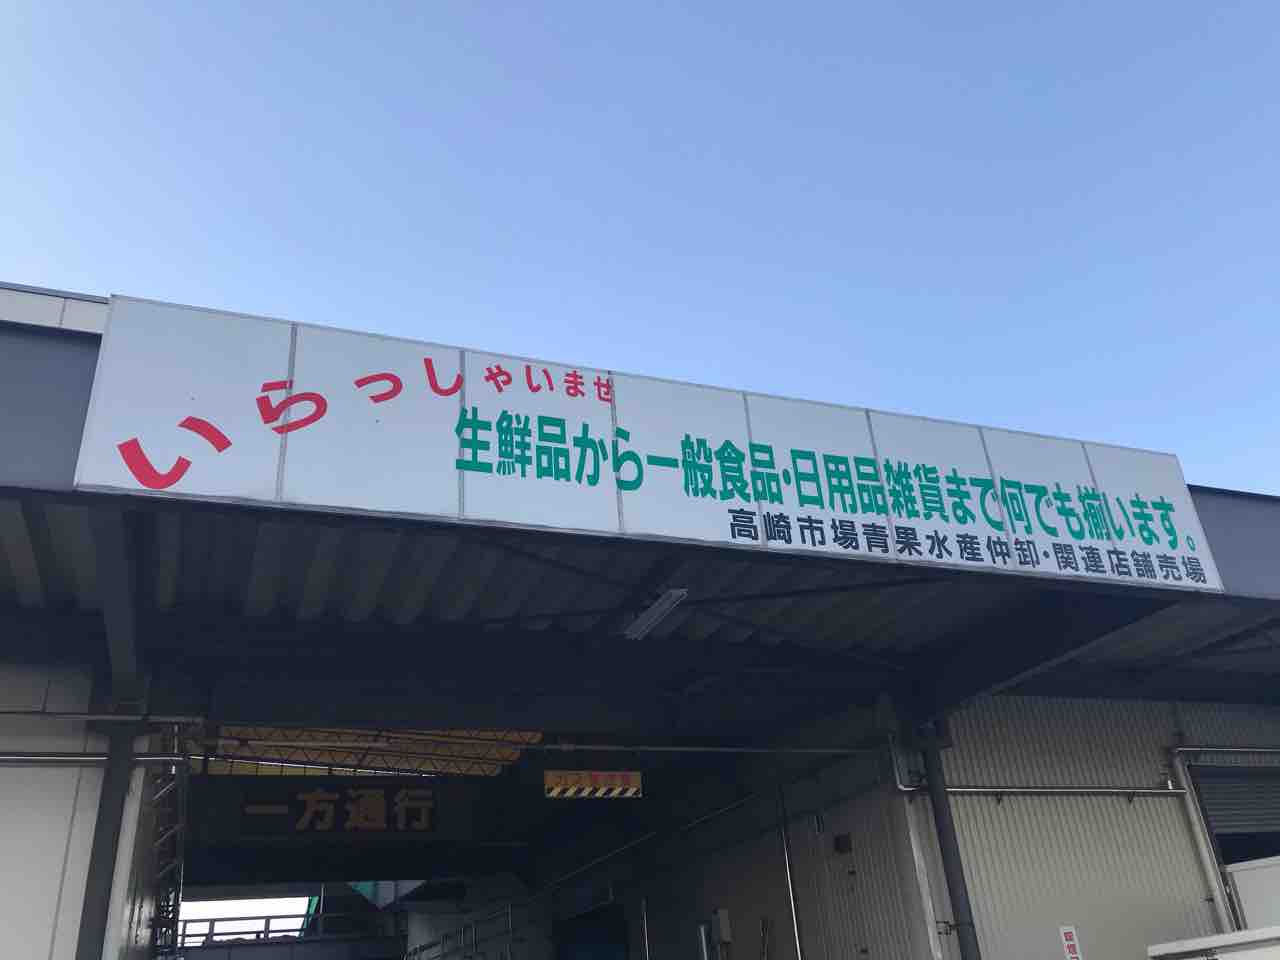 いらっしゃいませ
生鮮品から一般食品・日用品雑貨まで何でも揃います。
高崎市場青果水産仲卸・関連店舗売場
一方通行